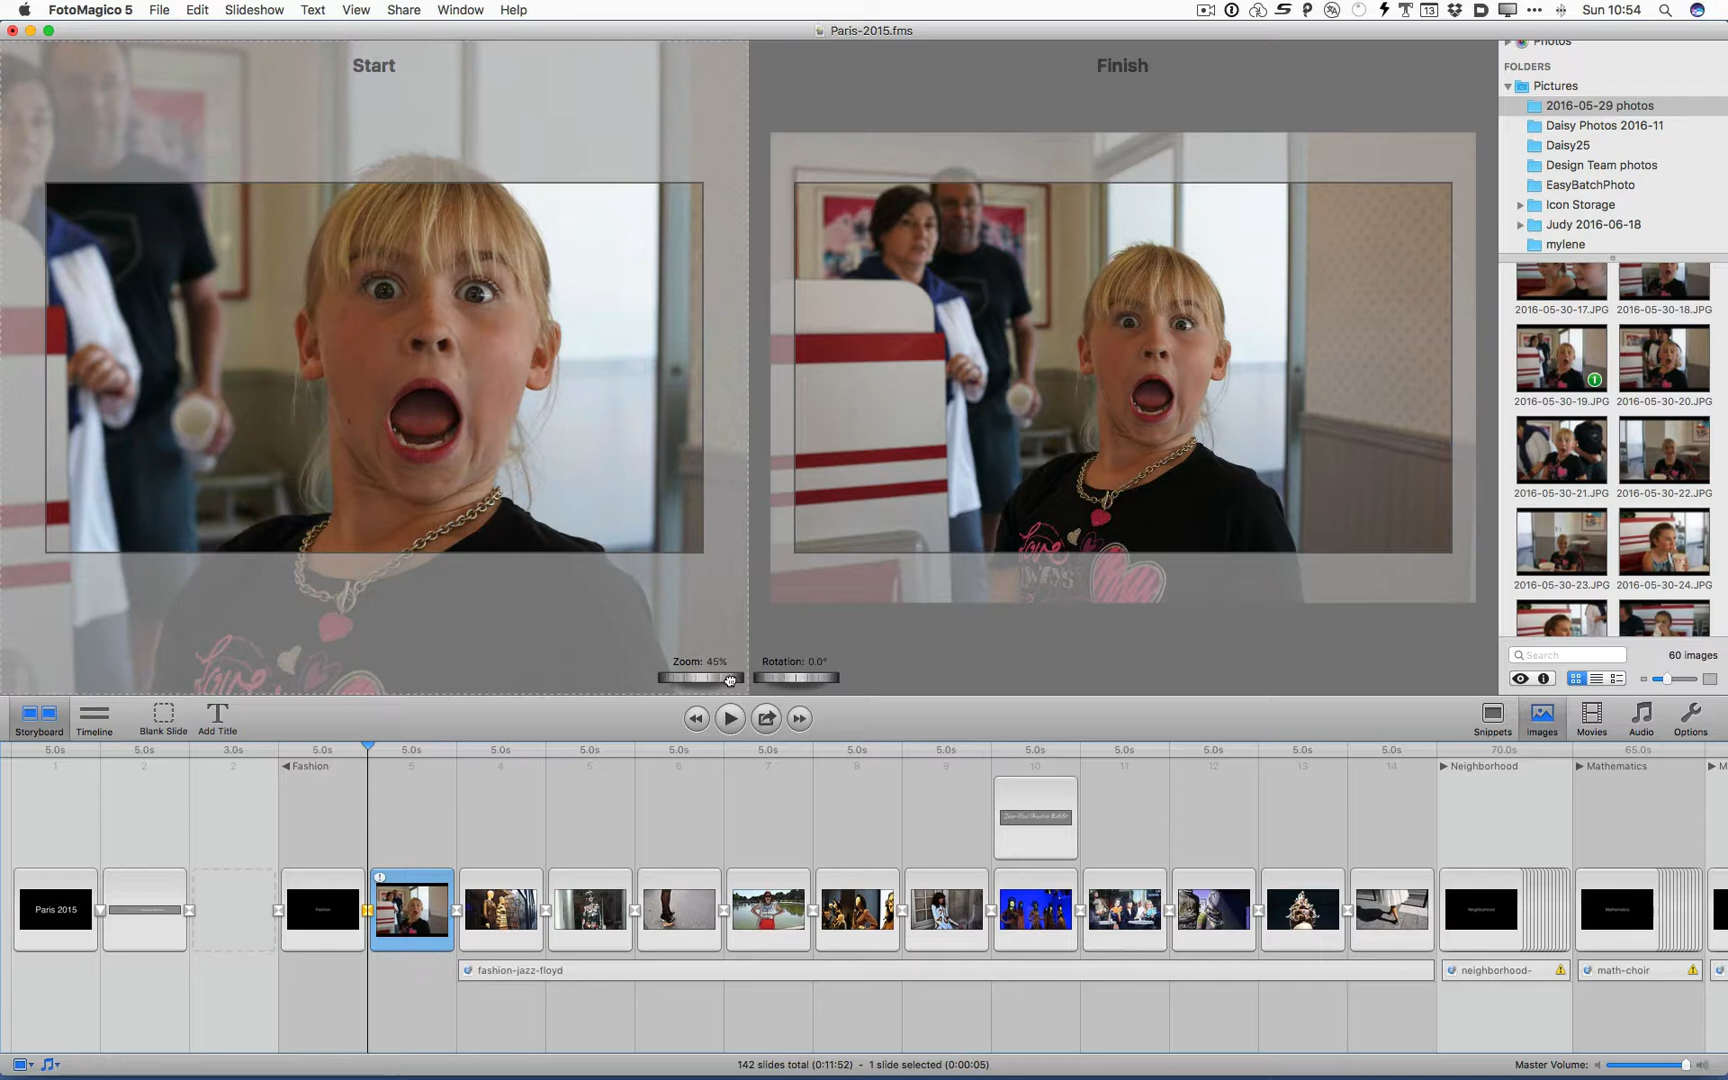 FotoMagico 5 File Edit Slideshow Text View Share Window Help
13 Sun 10:54
Paris-2015.fms
Start
Finish
Photos
FOLDERS
Pictures
2016-05-29 photos
Daisy Photos 2016-11
Daisy25
Design Team photos
EasyBatchPhoto
Icon Storage
Judy 2016-06-18
mylene
2016-05-30-17.JPG 2016-05-30-18.JPG
1
2016-05-30-19.JPG 2016-05-30-20.JPG
2016-05-30-21.JPG 2016-05-30-22.JPG
2016-05-30-23.JPG 2016-05-30-24.JPG
Search 60 images
Zoom: 45% Rotation: 0.0°
Storyboard Timeline Blank Slide Add Title
Snippets Images Movies Audio Options
5.0s 5.0s 3.0s 5.0s 5.0s 5.0s 5.0s 5.0s 5.0s 5.0s 5.0s 5.0s 5.0s 5.0s 5.0s 5.0s 70.0s 65.0s
1 2 2 Fashion 5 4 5 6 7 8 9 10 11 12 13 14 Neighborhood Mathematics M
Paris 2015
Fashion
Neighborhood
Mathematics
fashion-jazz-floyd
neighborhood-
math-choir
142 slides total (0:11:52) - 1 slide selected (0:00:05)
Master Volume: